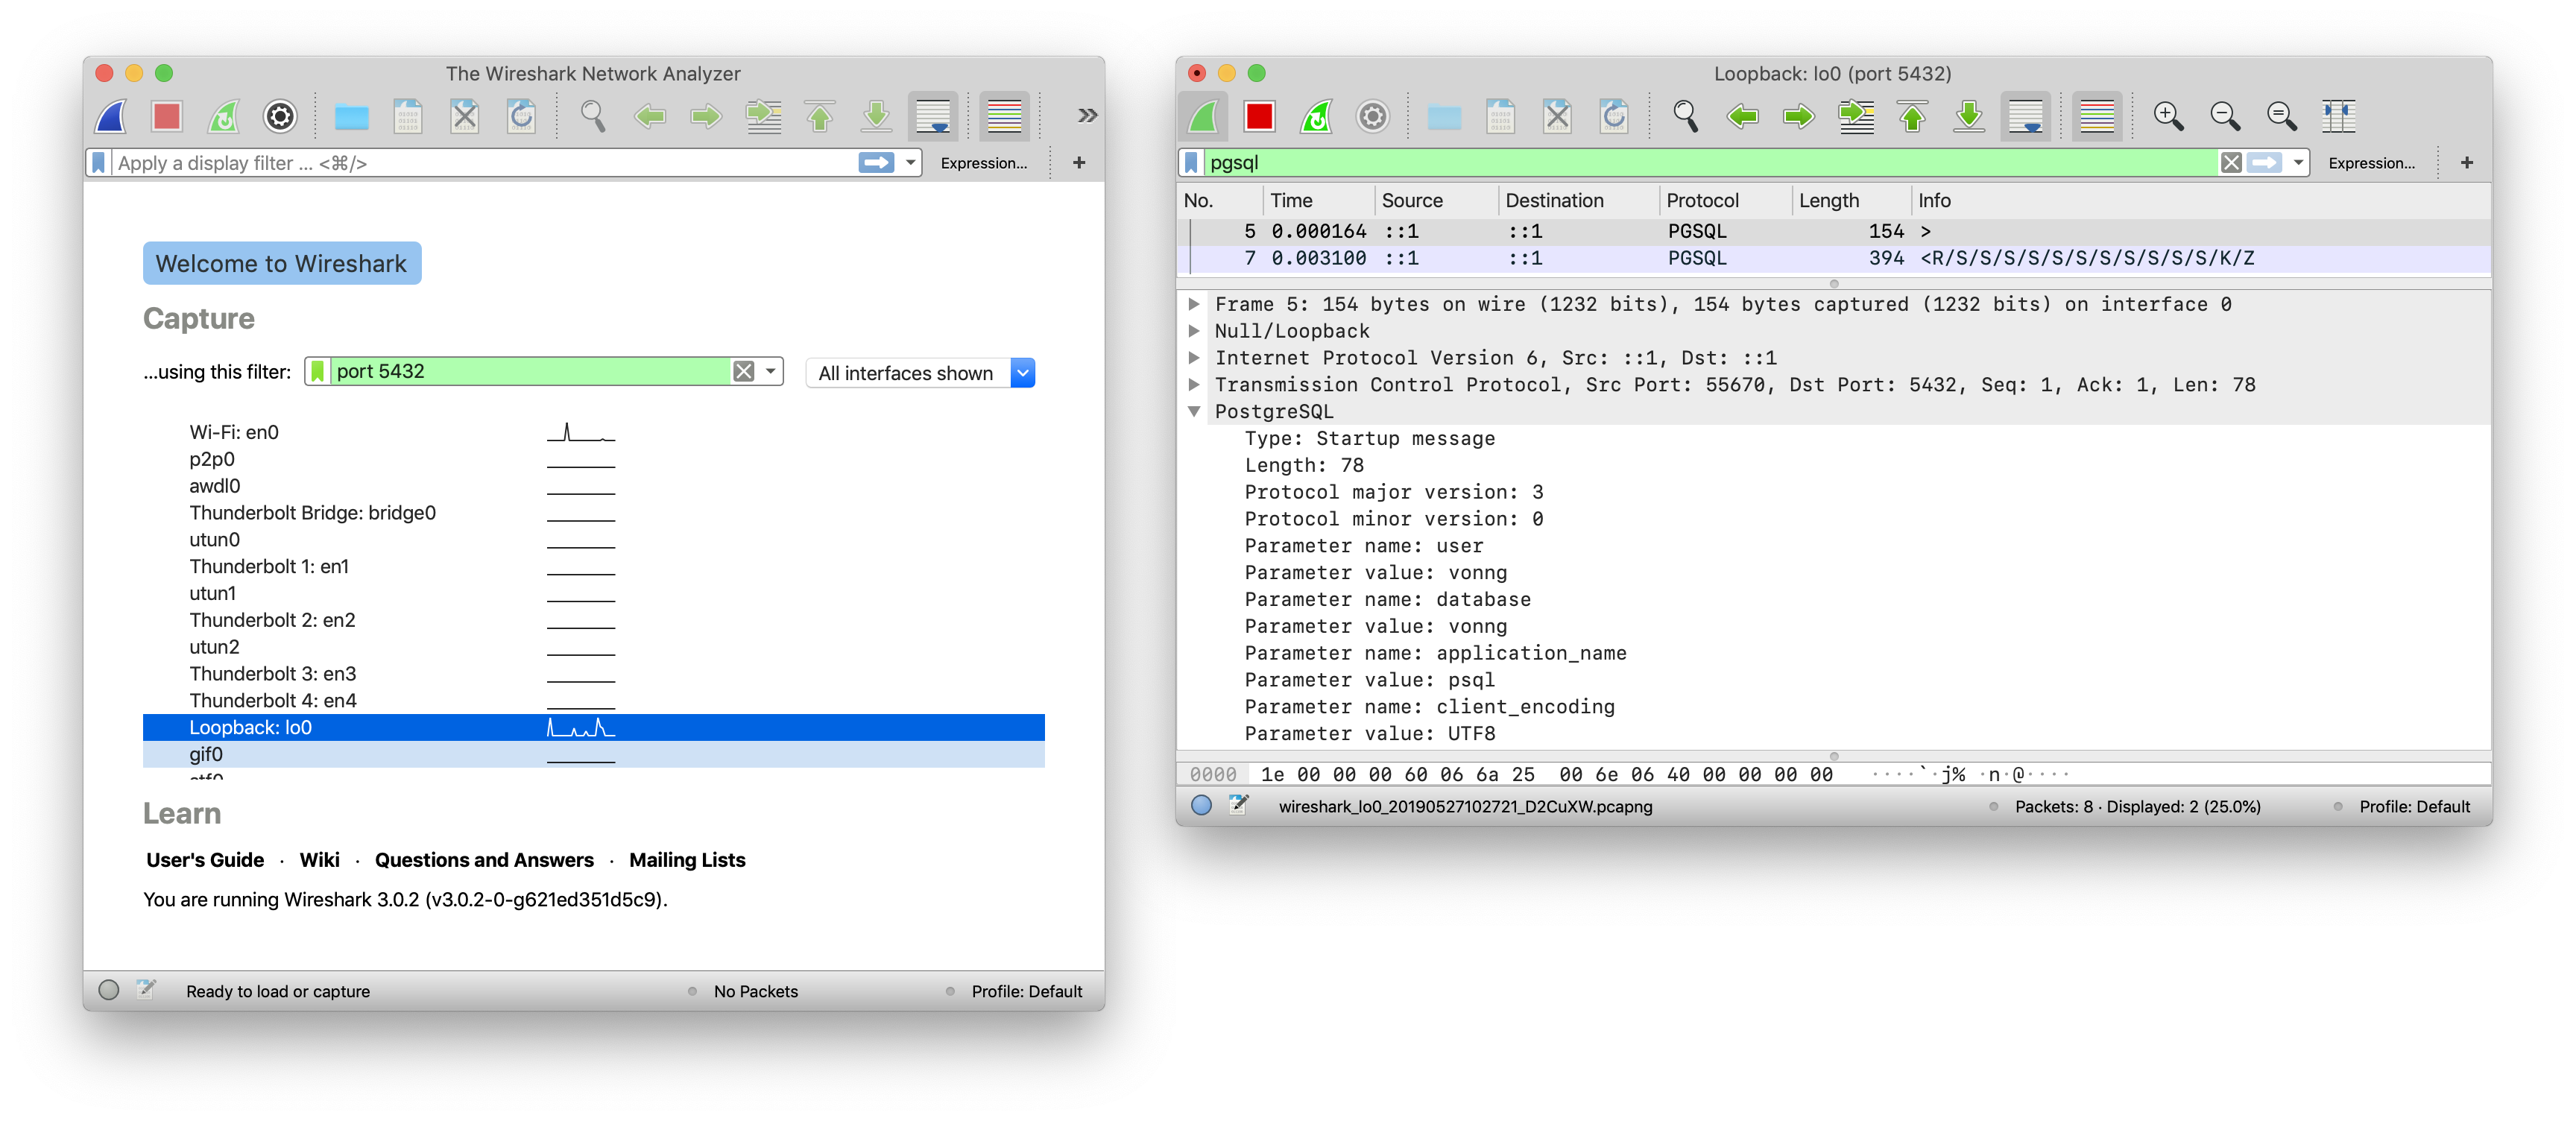 The Wireshark Network Analyzer
Apply a display filter ... <⌘/>
Expression...
+
Welcome to Wireshark
Capture
...using this filter:
port 5432
All interfaces shown
Wi-Fi: en0
p2p0
awdl0
Thunderbolt Bridge: bridge0
utun0
Thunderbolt 1: en1
utun1
Thunderbolt 2: en2
utun2
Thunderbolt 3: en3
Thunderbolt 4: en4
Loopback: lo0
gif0
Learn
User's Guide · Wiki · Questions and Answers · Mailing Lists
You are running Wireshark 3.0.2 (v3.0.2-0-g621ed351d5c9).
Ready to load or capture
No Packets
Profile: Default
Loopback: lo0 (port 5432)
pgsql
Expression...
+
No. Time Source Destination Protocol Length Info
5 0.000164 ::1 ::1 PGSQL 154 >
7 0.003100 ::1 ::1 PGSQL 394 <R/S/S/S/S/S/S/S/S/S/S/S/K/Z
Frame 5: 154 bytes on wire (1232 bits), 154 bytes captured (1232 bits) on interface 0
Null/Loopback
Internet Protocol Version 6, Src: ::1, Dst: ::1
Transmission Control Protocol, Src Port: 55670, Dst Port: 5432, Seq: 1, Ack: 1, Len: 78
PostgreSQL
Type: Startup message
Length: 78
Protocol major version: 3
Protocol minor version: 0
Parameter name: user
Parameter value: vonng
Parameter name: database
Parameter value: vonng
Parameter name: application_name
Parameter value: psql
Parameter name: client_encoding
Parameter value: UTF8
0000 1e 00 00 00 60 06 6a 25 00 6e 06 40 00 00 00 00 ····`·j% ·n·@····
wireshark_lo0_20190527102721_D2CuXW.pcapng
Packets: 8 · Displayed: 2 (25.0%)
Profile: Default